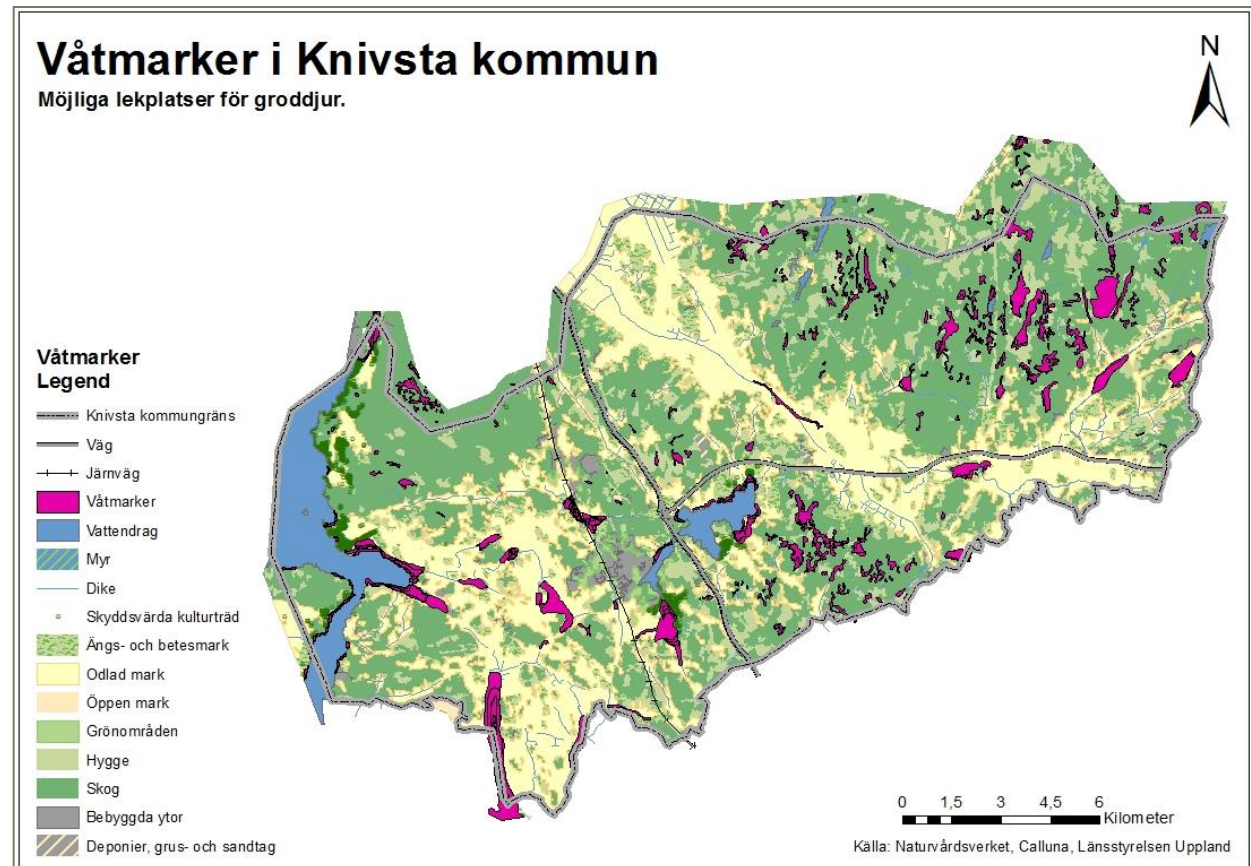 Våtmarker i Knivsta kommun
Möjliga lekplatser för groddjur.
N
Våtmarker
Legend
Knivsta kommungräns
Väg
Järnväg
Våtmarker
Vattendrag
Myr
Dike
Skyddsvärda kulturträd
Ängs- och betesmark
Odlad mark
Öppen mark
Grönområden
Hygge
Skog
Bebyggda ytor
Deponier, grus- och sandtag
0 1,5 3 4,5 6
Kilometer
Källa: Naturvårdsverket, Calluna, Länsstyrelsen Uppland